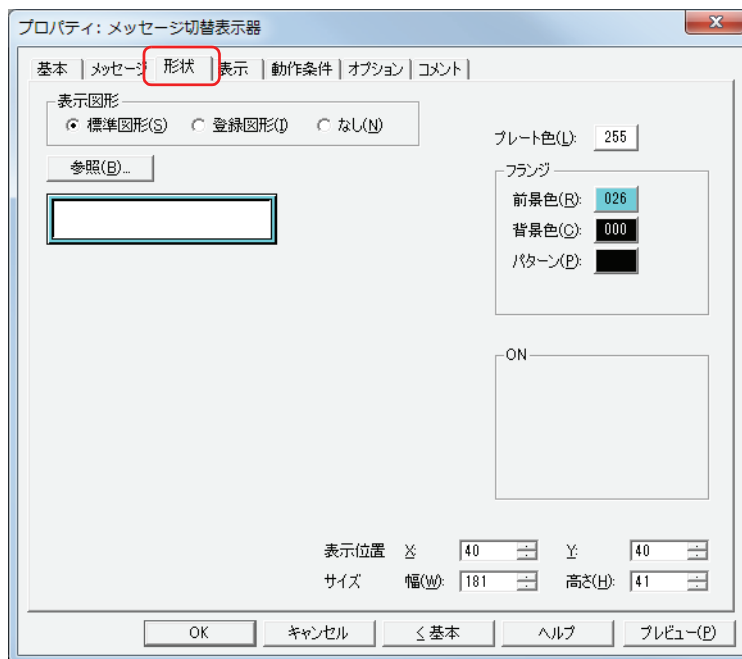 プロパティ: メッセージ切替表示器
基本 メッセージ 形状 表示 動作条件 オプション コメント
表示図形
標準図形(S) 登録図形(I) なし(N)
参照(B)...
プレート色(L): 255
フランジ
前景色(R): 026
背景色(C): 000
パターン(P):
ON
表示位置 X: 40 Y: 40
サイズ 幅(W): 181 高さ(H): 41
OK キャンセル < 基本 ヘルプ プレビュー(P)